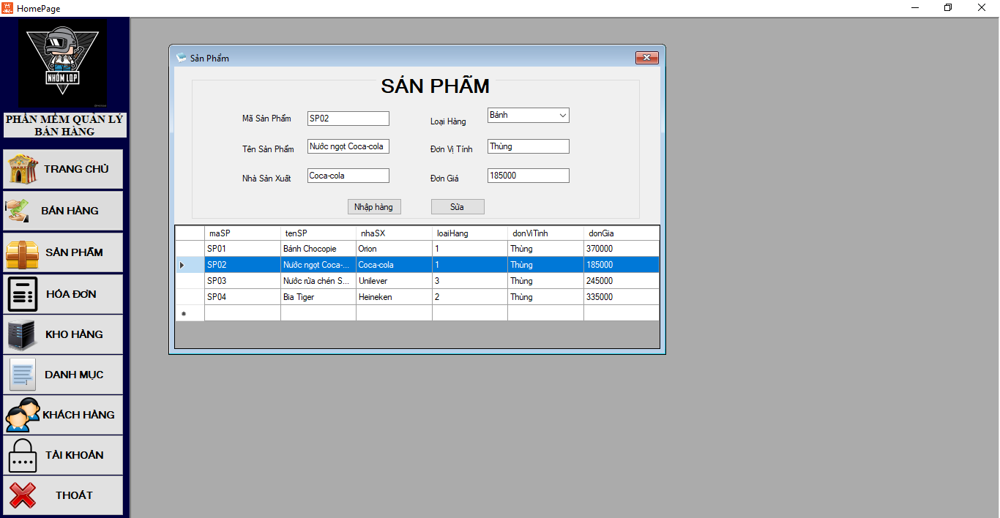 HomePage
NHÓM LOP
PHẦN MỀM QUẢN LÝ
BÁN HÀNG
TRANG CHỦ
BÁN HÀNG
SẢN PHẨM
HÓA ĐƠN
KHO HÀNG
DANH MỤC
KHÁCH HÀNG
TÀI KHOẢN
THOÁT
Sản Phẩm
SẢN PHẨM
Mã Sản Phẩm SP02 Loại Hàng Bánh
Tên Sản Phẩm Nước ngọt Coca-cola Đơn Vị Tính Thùng
Nhà Sản Xuất Coca-cola Đơn Giá 185000
Nhập hàng Sửa
maSP tenSP nhaSX loaiHang donViTinh donGia
SP01 Bánh Chocopie Orion 1 Thùng 370000
SP02 Nước ngọt Coca-... Coca-cola 1 Thùng 185000
SP03 Nước rửa chén S... Unilever 3 Thùng 245000
SP04 Bia Tiger Heineken 2 Thùng 335000